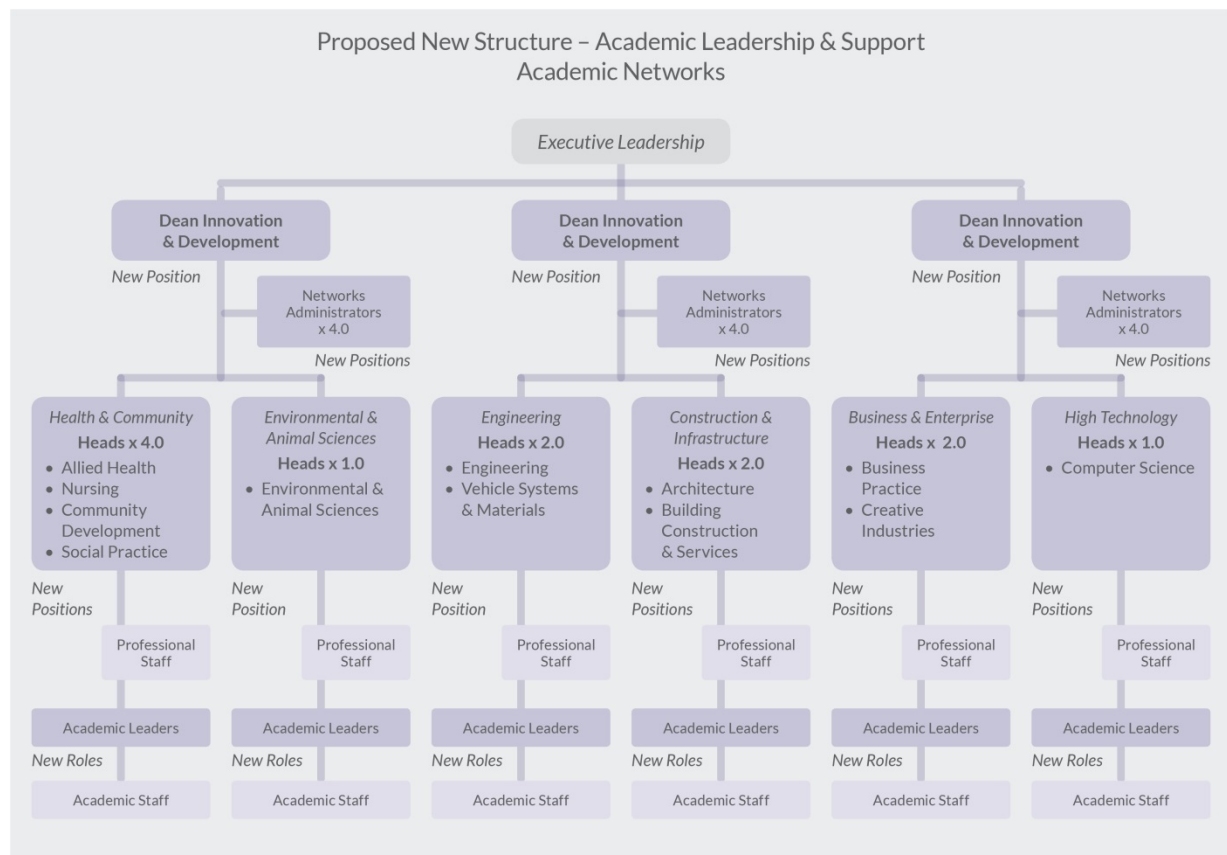 Proposed New Structure – Academic Leadership & Support
Academic Networks
Executive Leadership
Dean Innovation
& Development
New Position
Networks
Administrators
x 4.0
New Positions
Dean Innovation
& Development
New Position
Networks
Administrators
x 4.0
New Positions
Dean Innovation
& Development
New Position
Networks
Administrators
x 4.0
New Positions
Health & Community
Heads x 4.0
• Allied Health
• Nursing
• Community
Development
• Social Practice
New
Positions
Professional
Staff
Academic Leaders
New Roles
Academic Staff
Environmental &
Animal Sciences
Heads x 1.0
• Environmental &
Animal Sciences
New
Position
Professional
Staff
Academic Leaders
New Roles
Academic Staff
Engineering
Heads x 2.0
• Engineering
• Vehicle Systems
& Materials
New
Position
Professional
Staff
Academic Leaders
New Roles
Academic Staff
Construction &
Infrastructure
Heads x 2.0
• Architecture
• Building
Construction
& Services
New
Positions
Professional
Staff
Academic Leaders
New Roles
Academic Staff
Business & Enterprise
Heads x 2.0
• Business
Practice
• Creative
Industries
New
Positions
Professional
Staff
Academic Leaders
New Roles
Academic Staff
High Technology
Heads x 1.0
• Computer Science
New
Positions
Professional
Staff
Academic Leaders
New Roles
Academic Staff